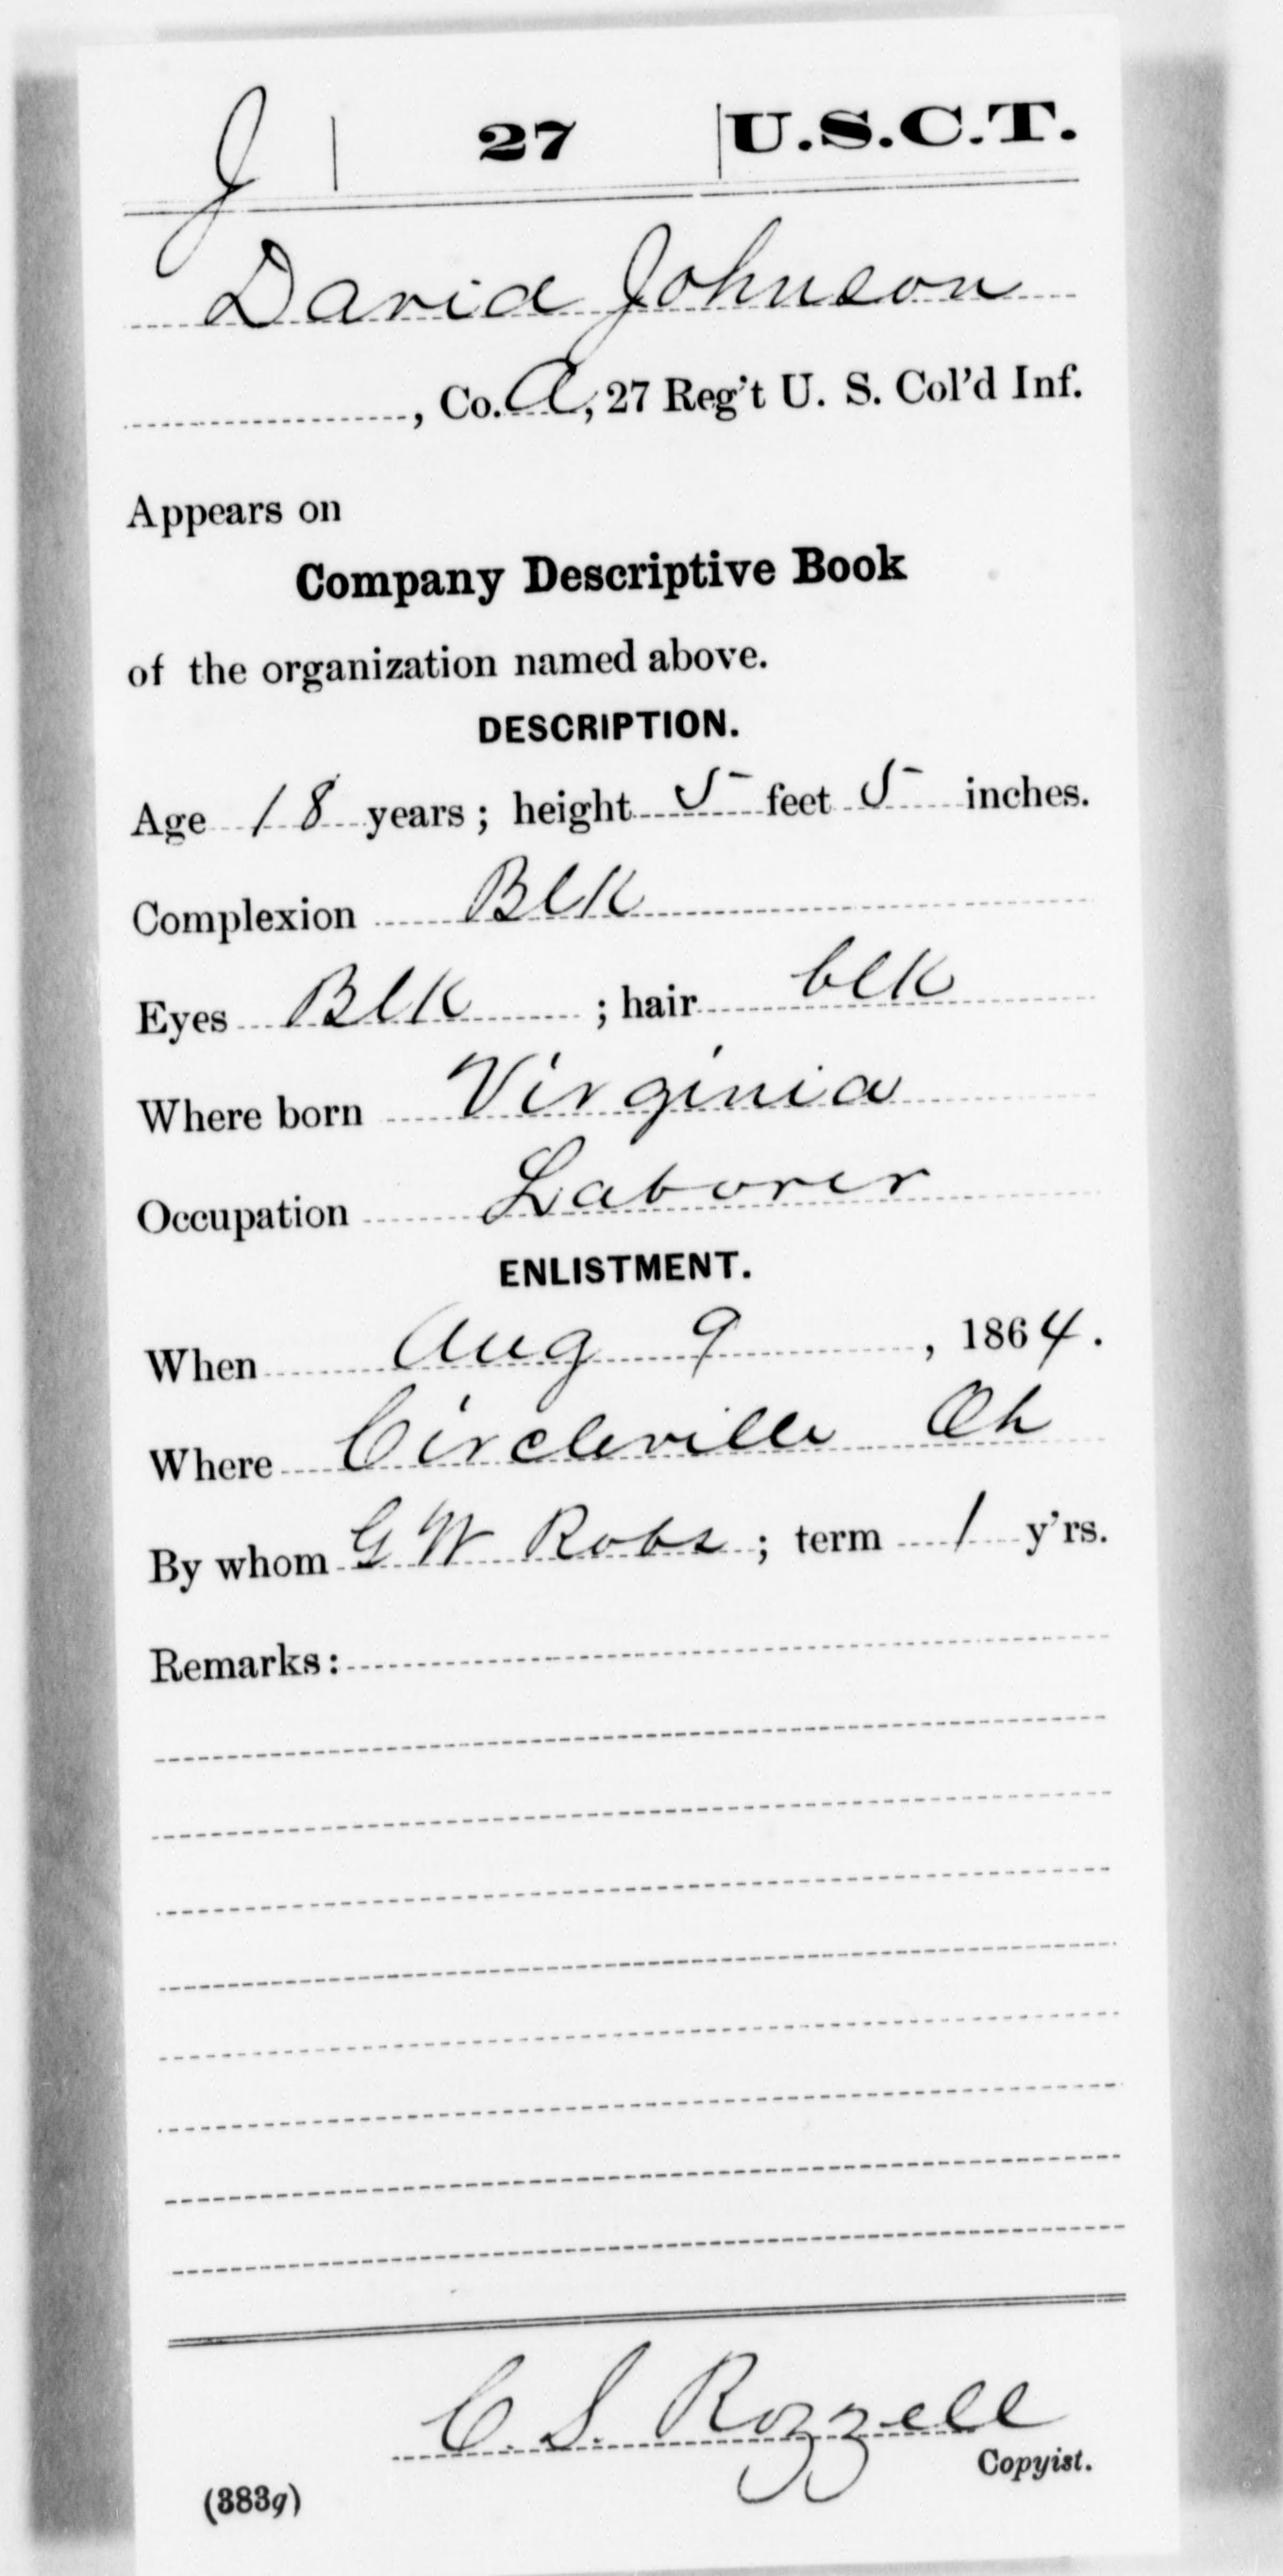 J | 27 | U.S.C.T.
David Johnson
, Co. A, 27 Reg't U. S. Col'd Inf.
Appears on
Company Descriptive Book
of the organization named above.
DESCRIPTION.
Age 18 years; height 5 feet 5 inches.
Complexion Blk
Eyes Blk ; hair blk
Where born Virginia
Occupation Laborer
ENLISTMENT.
When Aug 9, 1864.
Where Circleville Oh
By whom G W Robs ; term 1 y'rs.
Remarks:
C. S. Rozzell
Copyist.
(383g)